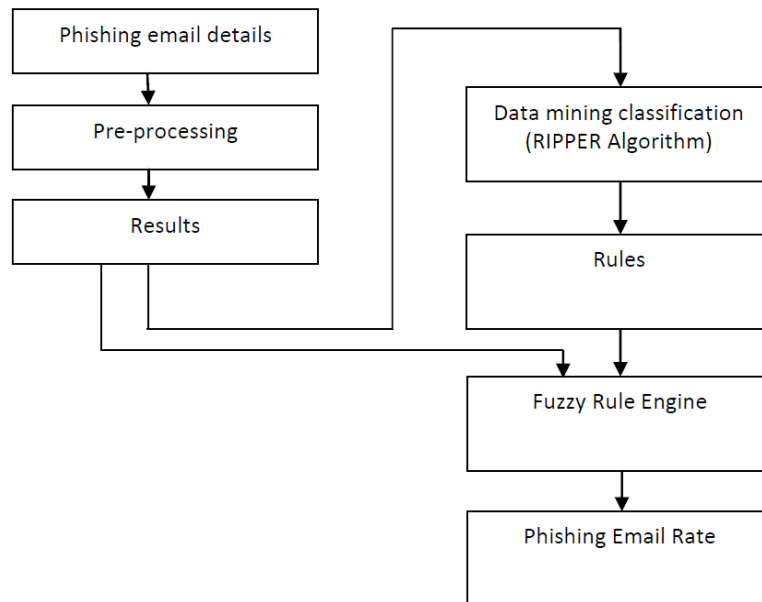 Phishing email details
Pre-processing
Results
Data mining classification
(RIPPER Algorithm)
Rules
Fuzzy Rule Engine
Phishing Email Rate